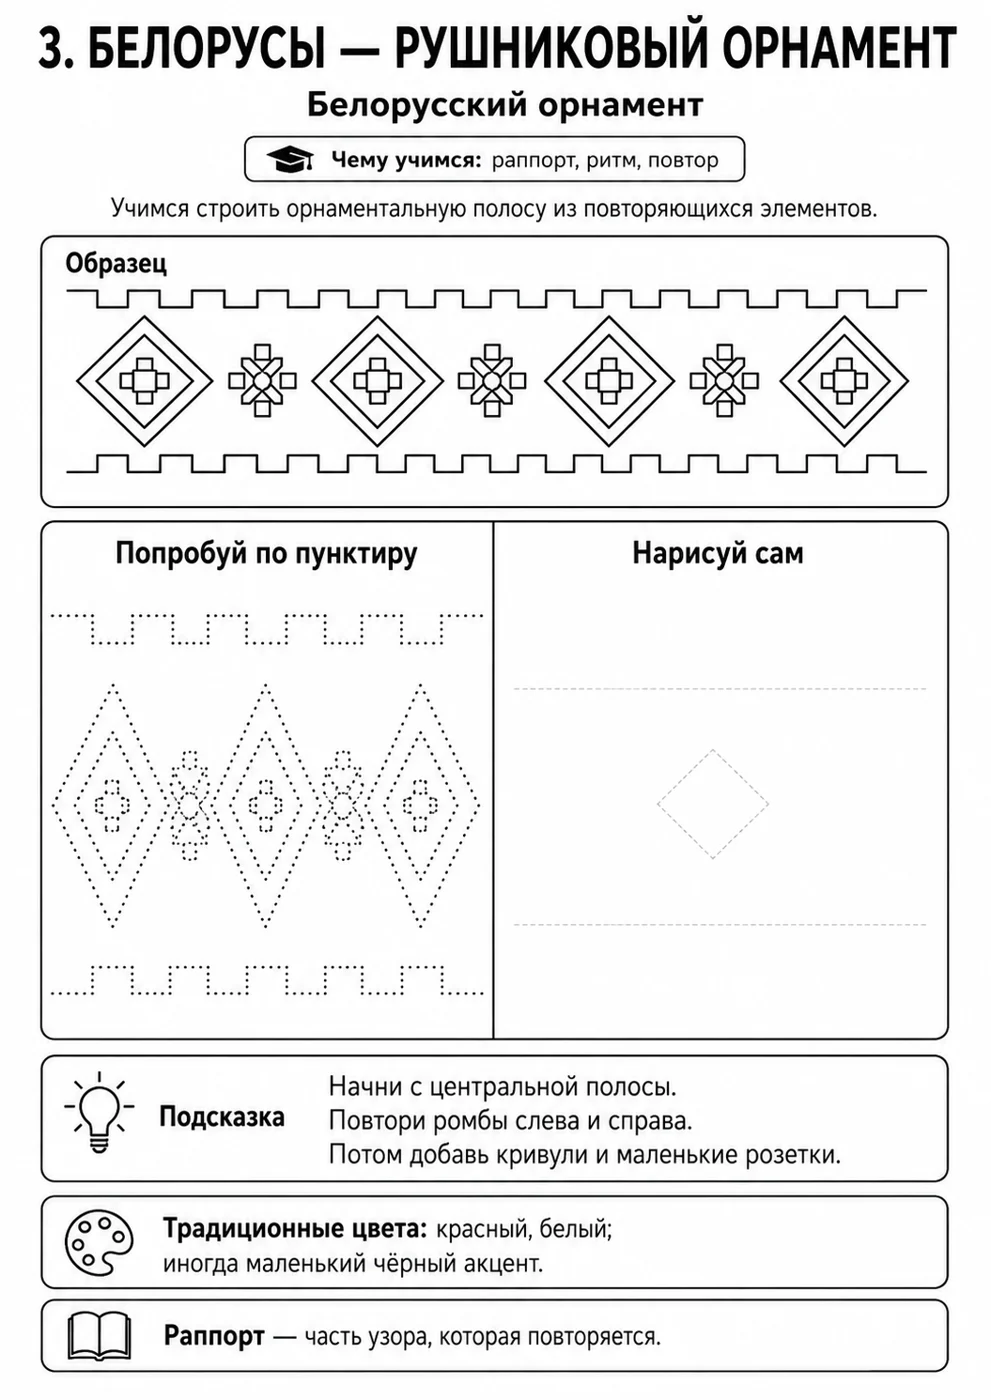 3. БЕЛОРУСЫ — РУШНИКОВЫЙ ОРНАМЕНТ
Белорусский орнамент
Чему учимся: раппорт, ритм, повтор
Учимся строить орнаментальную полосу из повторяющихся элементов.
Образец
Попробуй по пунктиру
Нарисуй сам
Подсказка
Начни с центральной полосы.
Повтори ромбы слева и справа.
Потом добавь кривули и маленькие розетки.
Традиционные цвета: красный, белый;
иногда маленький чёрный акцент.
Раппорт — часть узора, которая повторяется.